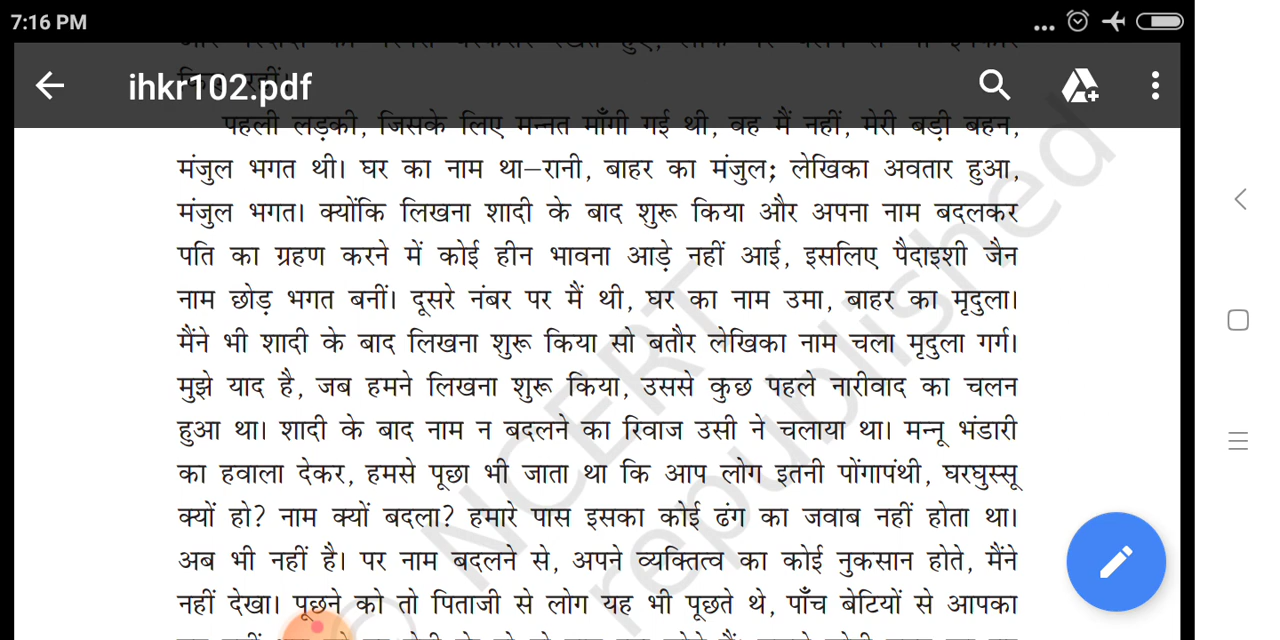 7:16 PM
ihkr102.pdf
पहली लड़की, जिसके लिए मन्नत माँगी गई थी, वह मैं नहीं, मेरी बड़ी बहन,
मंजुल भगत थी। घर का नाम था–रानी, बाहर का मंजुल; लेखिका अवतार हुआ,
मंजुल भगत। क्योंकि लिखना शादी के बाद शुरू किया और अपना नाम बदलकर
पति का ग्रहण करने में कोई हीन भावना आड़े नहीं आई, इसलिए पैदाइशी जैन
नाम छोड़ भगत बनीं। दूसरे नंबर पर मैं थी, घर का नाम उमा, बाहर का मृदुला।
मैंने भी शादी के बाद लिखना शुरू किया सो बतौर लेखिका नाम चला मृदुला गर्ग।
मुझे याद है, जब हमने लिखना शुरू किया, उससे कुछ पहले नारीवाद का चलन
हुआ था। शादी के बाद नाम न बदलने का रिवाज उसी ने चलाया था। मन्नू भंडारी
का हवाला देकर, हमसे पूछा भी जाता था कि आप लोग इतनी पोंगापंथी, घरघुस्सू
क्यों हो? नाम क्यों बदला? हमारे पास इसका कोई ढंग का जवाब नहीं होता था।
अब भी नहीं है। पर नाम बदलने से, अपने व्यक्तित्व का कोई नुकसान होते, मैंने
नहीं देखा। पूछने को तो पिताजी से लोग यह भी पूछते थे, पाँच बेटियों से आपका
© NCERT
republished